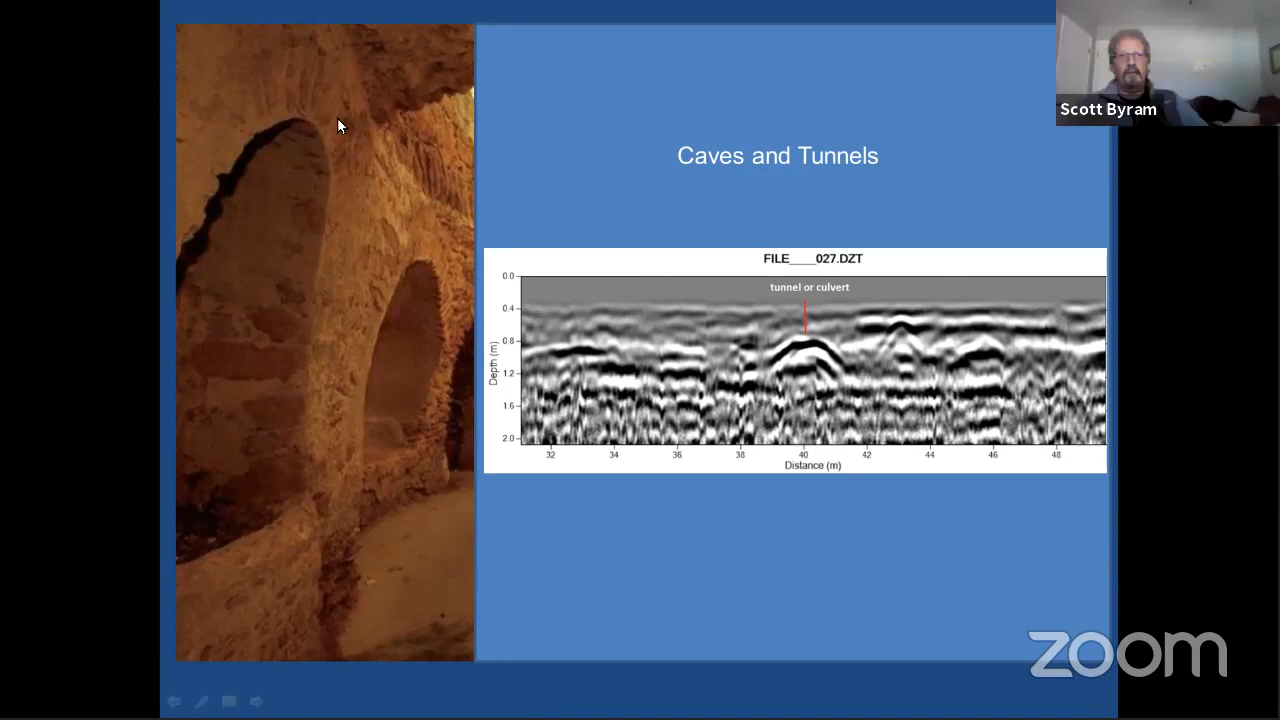 Scott Byram
Caves and Tunnels
FILE____027.DZT
tunnel or culvert
Depth (m)
0.0
0.4
0.8
1.2
1.6
2.0
32 34 36 38 40 42 44 46 48
Distance (m)
zoom